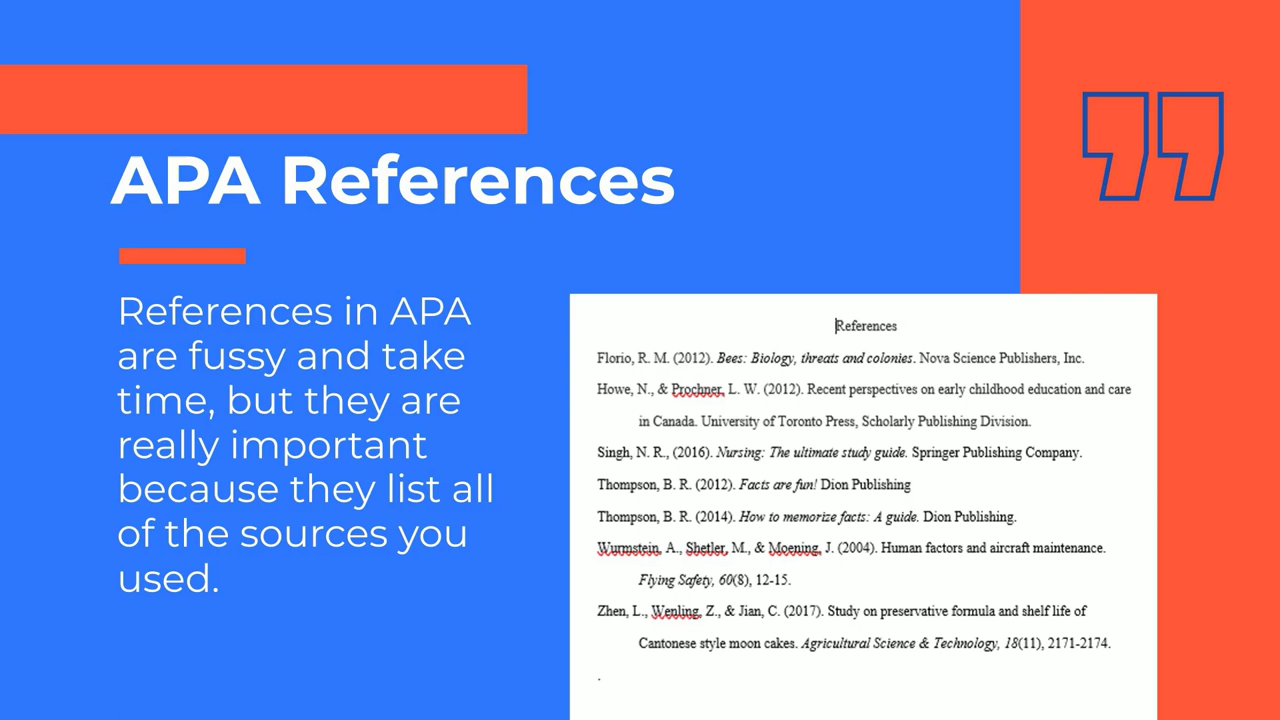 APA References
References in APA
are fussy and take
time, but they are
really important
because they list all
of the sources you
used.
References
Florio, R. M. (2012). Bees: Biology, threats and colonies. Nova Science Publishers, Inc.
Howe, N., & Prochner, L. W. (2012). Recent perspectives on early childhood education and care
in Canada. University of Toronto Press, Scholarly Publishing Division.
Singh, N. R., (2016). Nursing: The ultimate study guide. Springer Publishing Company.
Thompson, B. R. (2012). Facts are fun! Dion Publishing
Thompson, B. R. (2014). How to memorize facts: A guide. Dion Publishing.
Wurmstein, A., Shetler, M., & Moening, J. (2004). Human factors and aircraft maintenance.
Flying Safety, 60(8), 12-15.
Zhen, L., Wenling, Z., & Jian, C. (2017). Study on preservative formula and shelf life of
Cantonese style moon cakes. Agricultural Science & Technology, 18(11), 2171-2174.
.